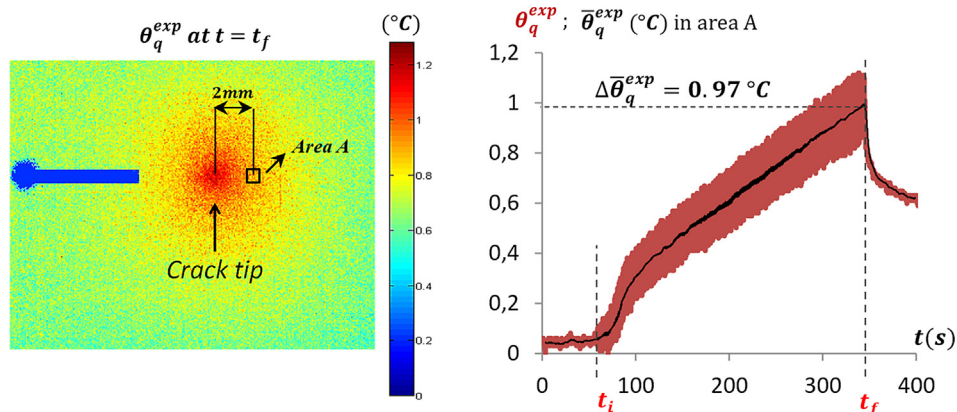 θ_q^exp at t = t_f
(°C)
2mm
Area A
Crack tip
1.2
1
0.8
0.6
0.4
0.2
0
θ_q^exp ; θ̅_q^exp (°C) in area A
1,2
1
0,8
0,6
0,4
0,2
0
Δθ̅_q^exp = 0.97 °C
t(s)
0 100 200 300 400
t_i t_f